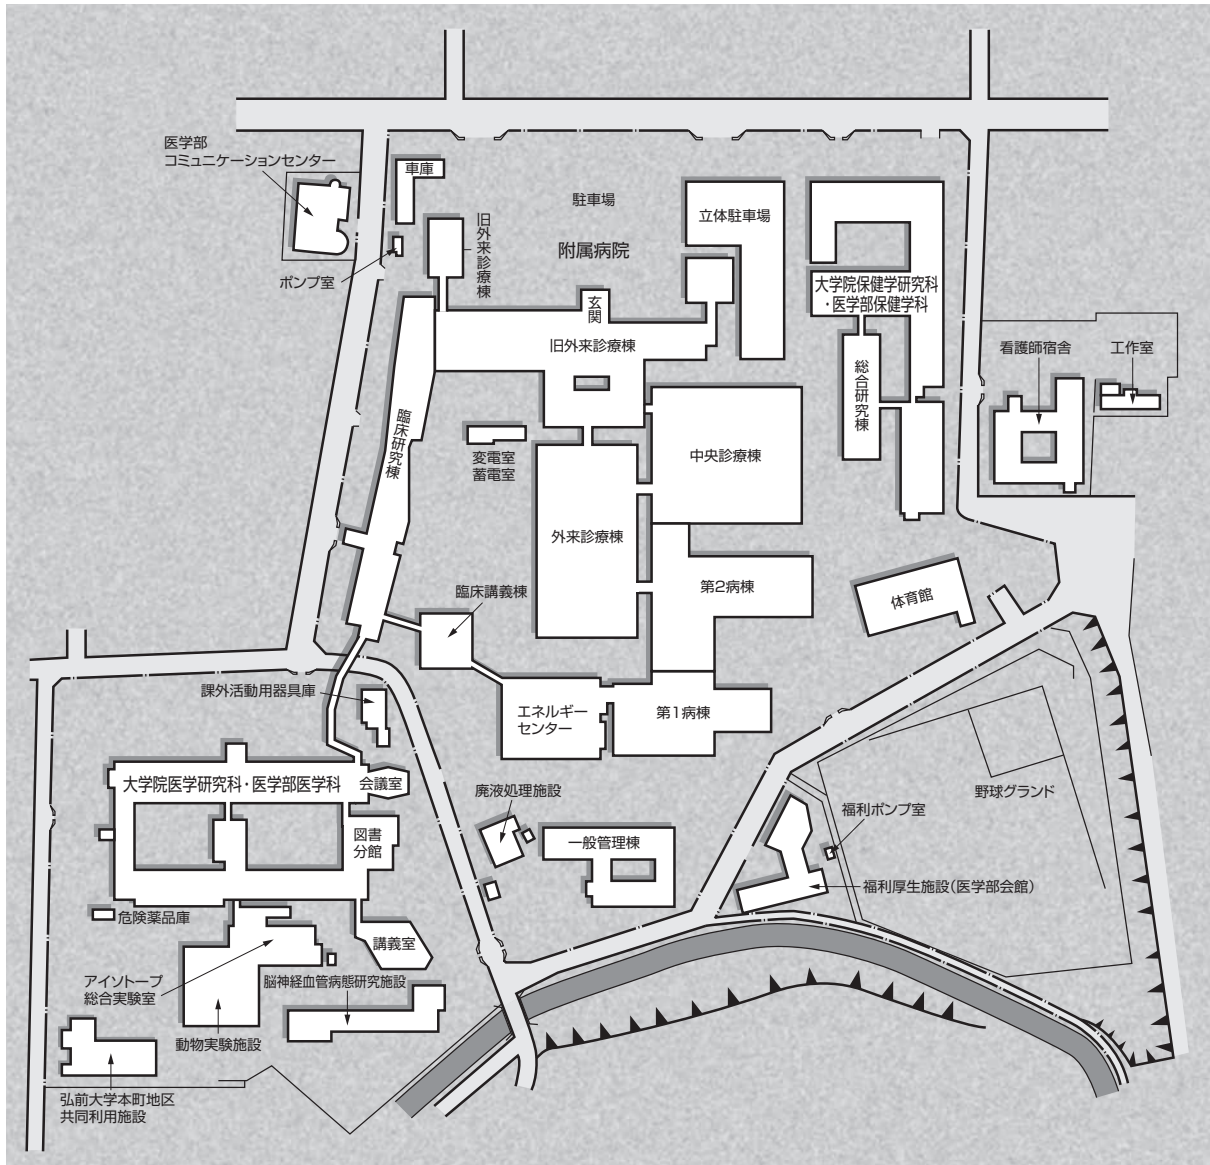 医学部
コミュニケーションセンター
車庫
駐車場
旧外来診療棟
立体駐車場
附属病院
ポンプ室
大学院保健学研究科
・医学部保健学科
玄関
旧外来診療棟
看護師宿舎
工作室
総合研究棟
臨床研究棟
変電室
蓄電室
中央診療棟
外来診療棟
第2病棟
体育館
臨床講義棟
課外活動用器具庫
エネルギー
センター
第1病棟
大学院医学研究科・医学部医学科
会議室
廃液処理施設
野球グランド
福利ポンプ室
図書
分館
一般管理棟
福利厚生施設(医学部会館)
危険薬品庫
講義室
アイソトープ
総合実験室
脳神経血管病態研究施設
動物実験施設
弘前大学本町地区
共同利用施設